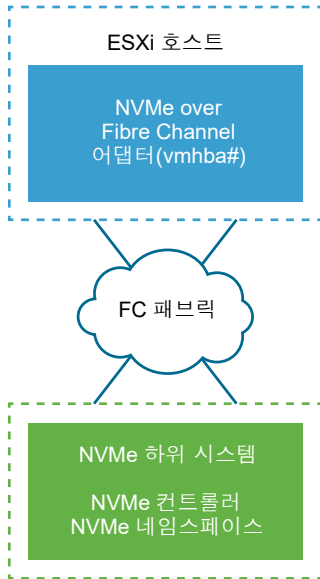 ESXi 호스트
NVMe over
Fibre Channel
어댑터(vmhba#)
FC 패브릭
NVMe 하위 시스템
NVMe 컨트롤러
NVMe 네임스페이스